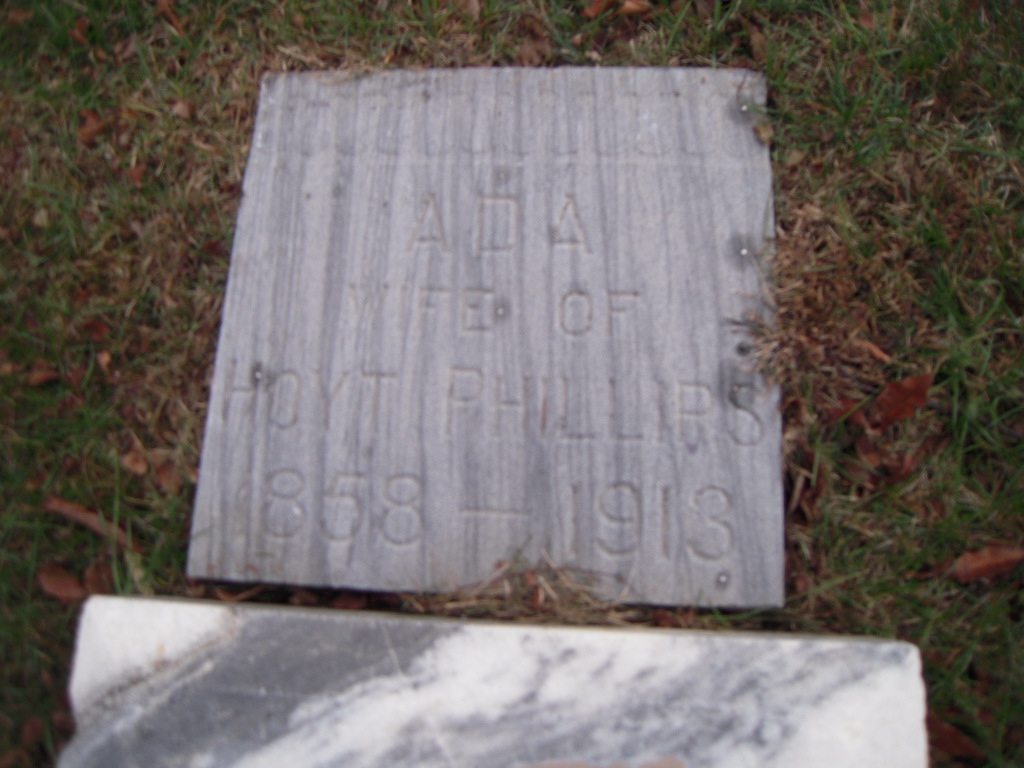 ADA
WIFE OF
HOYT PHILLIPS
1858 — 1913